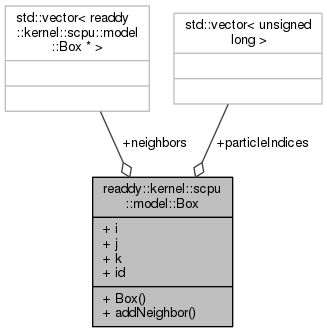 std::vector< readdy
::kernel::scpu::model
::Box * >
std::vector< unsigned
long >
+neighbors
+particleIndices
readdy::kernel::scpu
::model::Box
+ i
+ j
+ k
+ id
+ Box()
+ addNeighbor()